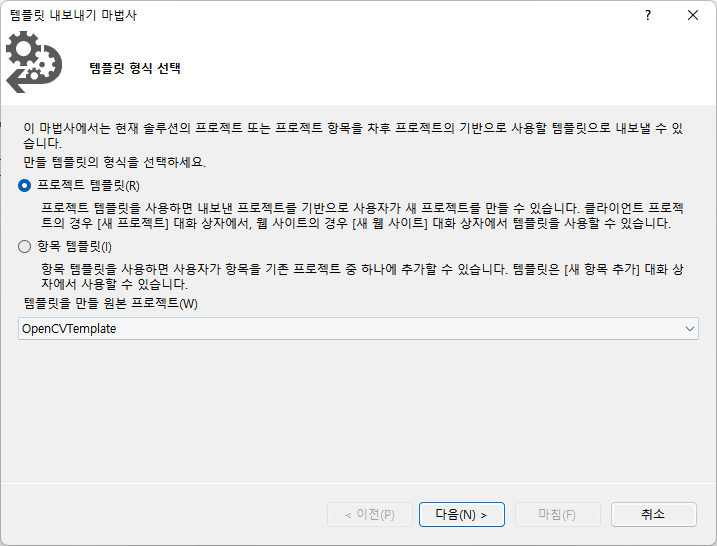 템플릿 내보내기 마법사
?
템플릿 형식 선택
이 마법사에서는 현재 솔루션의 프로젝트 또는 프로젝트 항목을 차후 프로젝트의 기반으로 사용할 템플릿으로 내보낼 수 있
습니다.
만들 템플릿의 형식을 선택하세요.
프로젝트 템플릿(R)
프로젝트 템플릿을 사용하면 내보낸 프로젝트를 기반으로 사용자가 새 프로젝트를 만들 수 있습니다. 클라이언트 프로젝
트의 경우 [새 프로젝트] 대화 상자에서, 웹 사이트의 경우 [새 웹 사이트] 대화 상자에서 템플릿을 사용할 수 있습니다.
항목 템플릿(I)
항목 템플릿을 사용하면 사용자가 항목을 기존 프로젝트 중 하나에 추가할 수 있습니다. 템플릿은 [새 항목 추가] 대화 상
자에서 사용할 수 있습니다.
템플릿을 만들 원본 프로젝트(W)
OpenCVTemplate
< 이전(P)
다음(N) >
마침(F)
취소